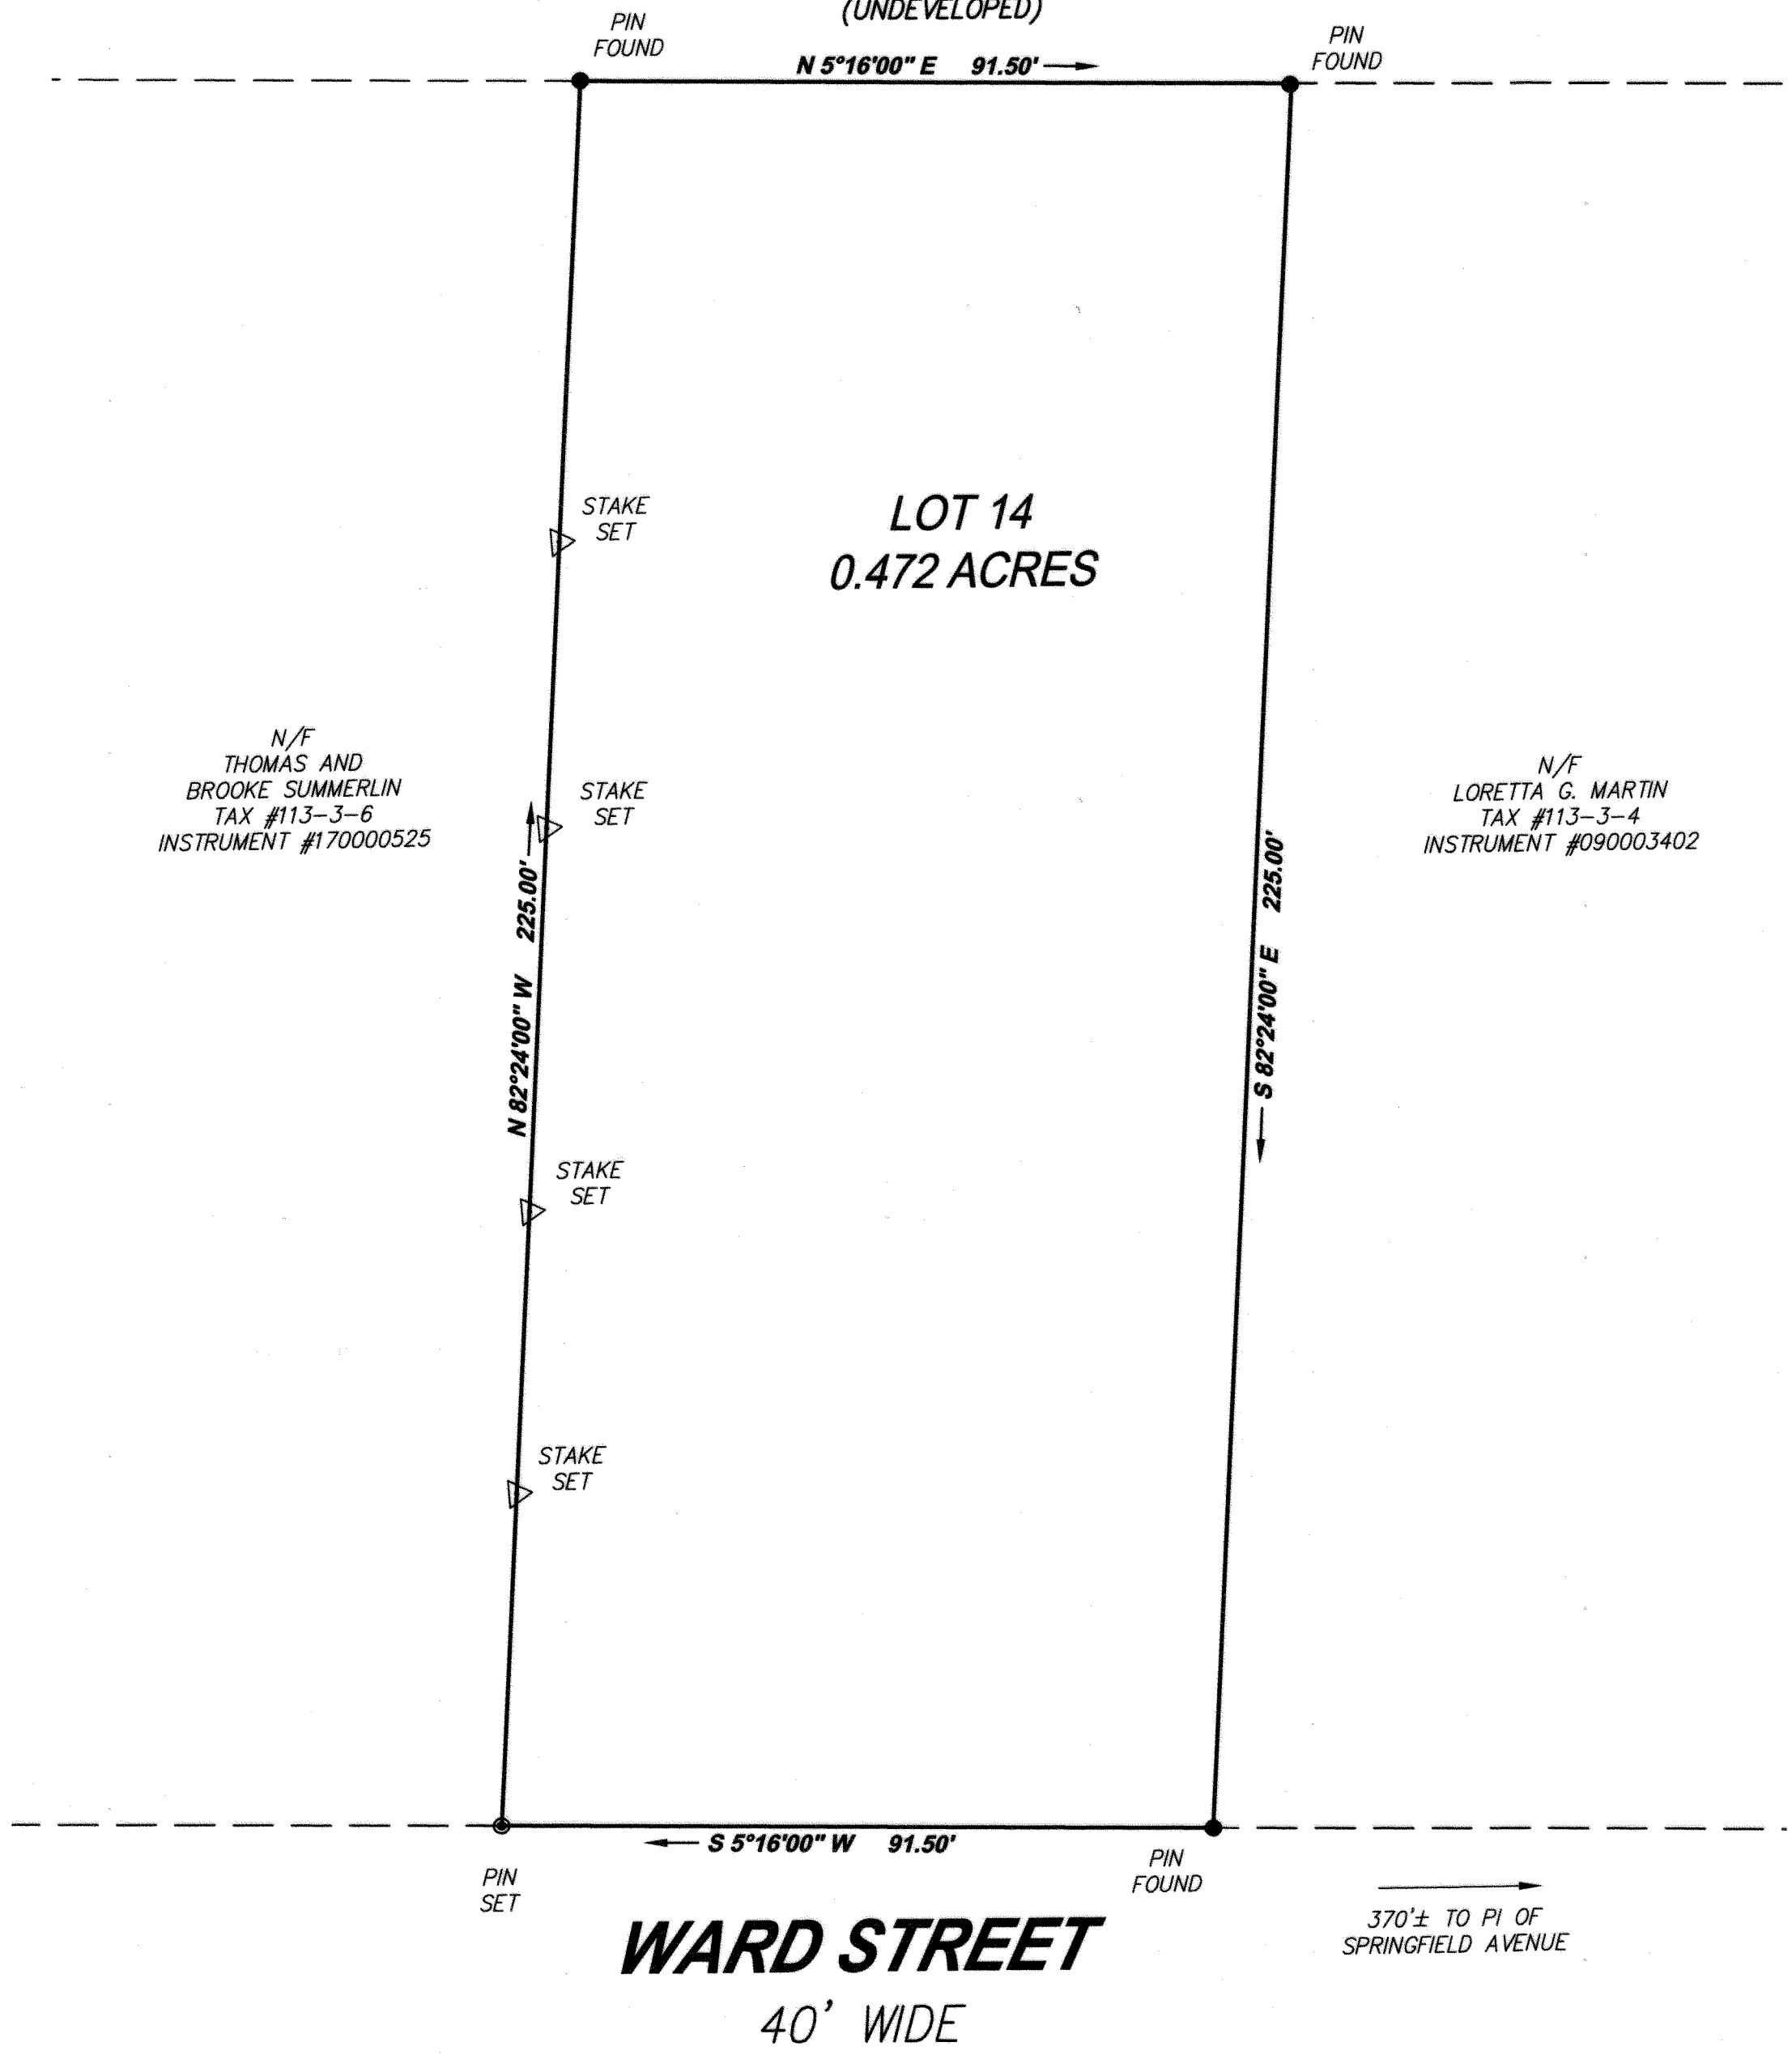 (UNDEVELOPED)
PIN
FOUND
N 5°16'00" E 91.50'
PIN
FOUND
STAKE
SET
LOT 14
0.472 ACRES
N/F
THOMAS AND
BROOKE SUMMERLIN
TAX #113-3-6
INSTRUMENT #170000525
STAKE
SET
N 82°24'00" W 225.00'
S 82°24'00" E 225.00'
N/F
LORETTA G. MARTIN
TAX #113-3-4
INSTRUMENT #090003402
STAKE
SET
STAKE
SET
S 5°16'00" W 91.50'
PIN
SET
PIN
FOUND
WARD STREET
40' WIDE
370'± TO PI OF
SPRINGFIELD AVENUE